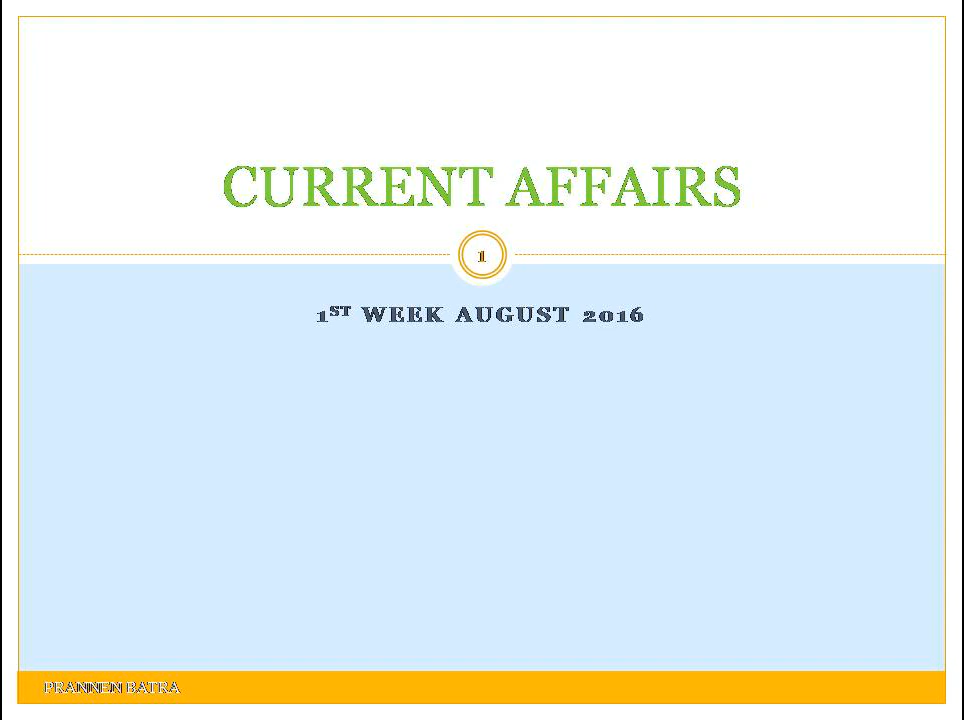 CURRENT AFFAIRS
1
1ST WEEK AUGUST 2016
PRANNEN BATRA